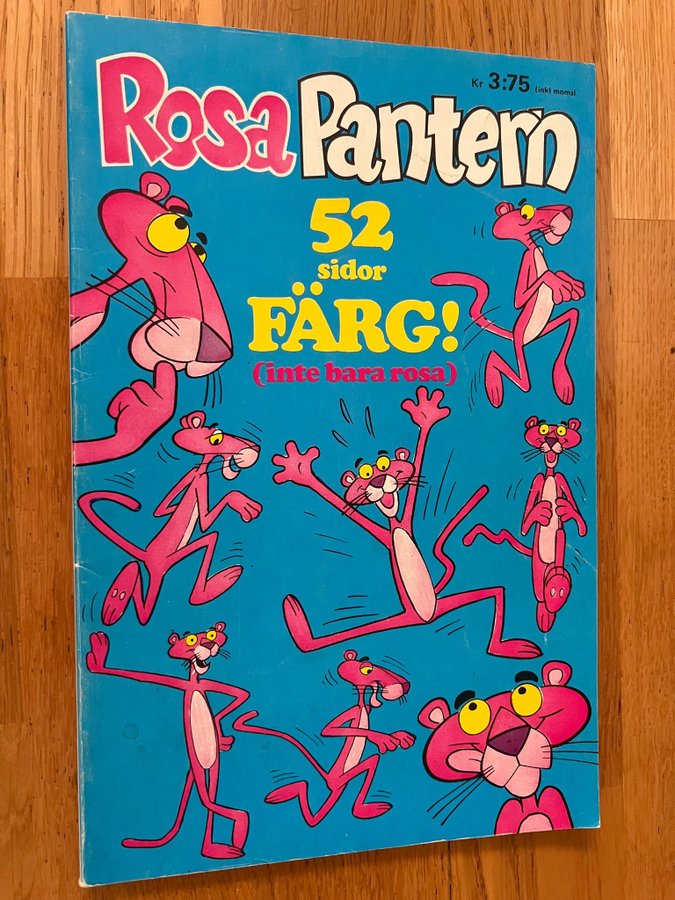 Rosa Pantern
Kr 3:75 (inkl moms)
52
sidor
FÄRG!
(inte bara rosa)